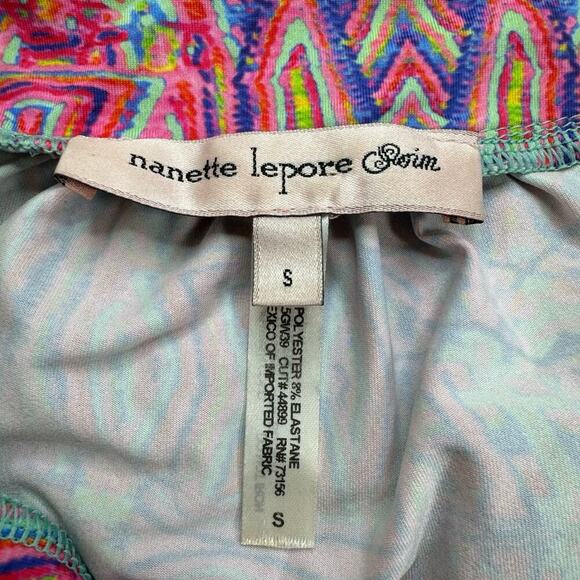 nanette lepore Swim
S
POLYESTER 8% ELASTANE
5GW39 CUT# 44899 RN# 73156
EXICO OF IMPORTED FABRIC
S